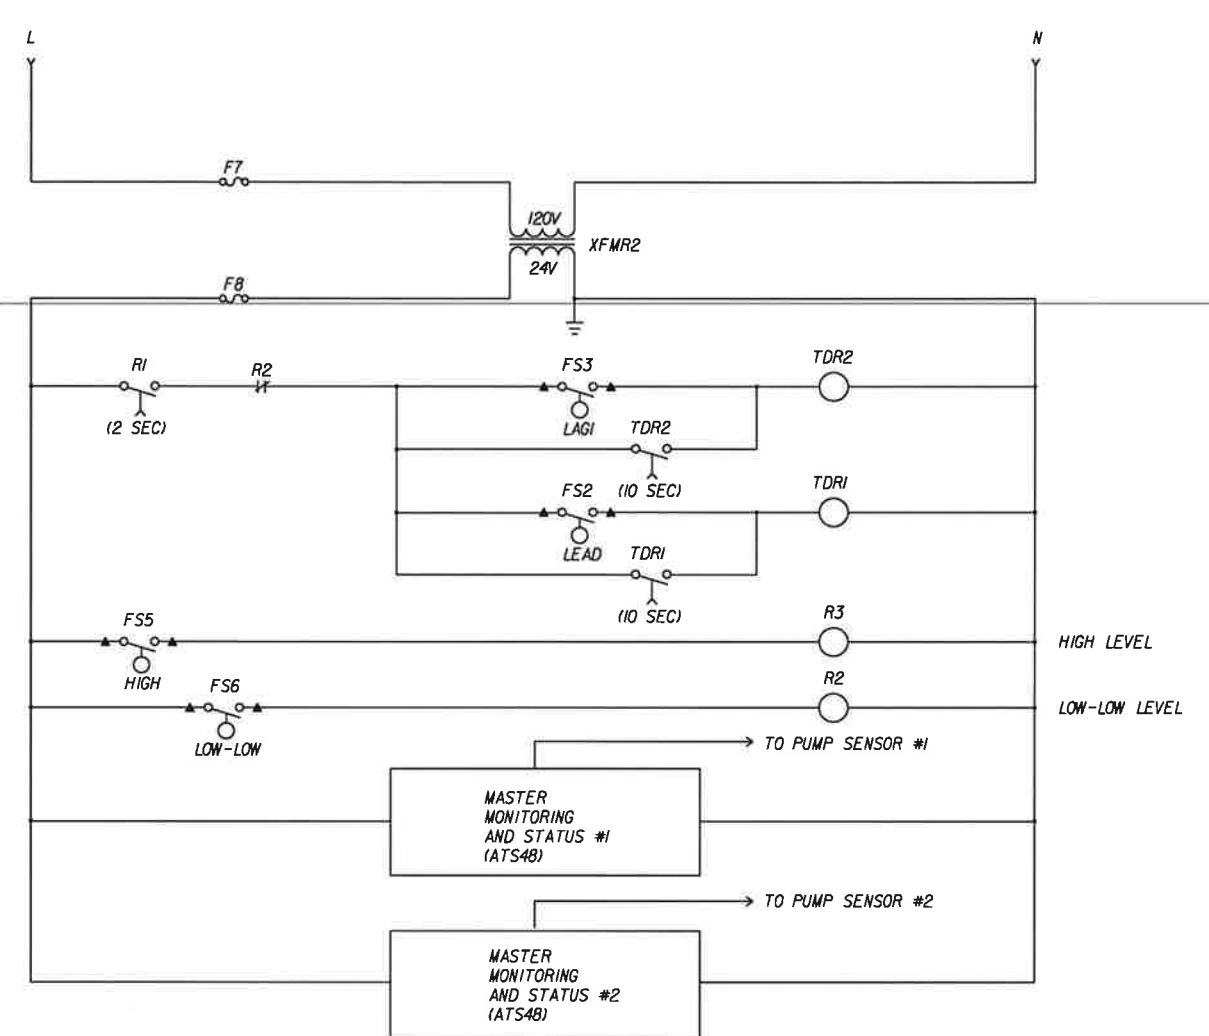 L
N
F7
120V
XFMR2
24V
F8
R1
R2
FS3
TDR2
(2 SEC)
LAG1
TDR2
(10 SEC)
FS2
TDR1
LEAD
TDR1
(10 SEC)
FS5
R3
HIGH LEVEL
HIGH
FS6
R2
LOW-LOW LEVEL
LOW-LOW
TO PUMP SENSOR #1
MASTER
MONITORING
AND STATUS #1
(ATS48)
TO PUMP SENSOR #2
MASTER
MONITORING
AND STATUS #2
(ATS48)